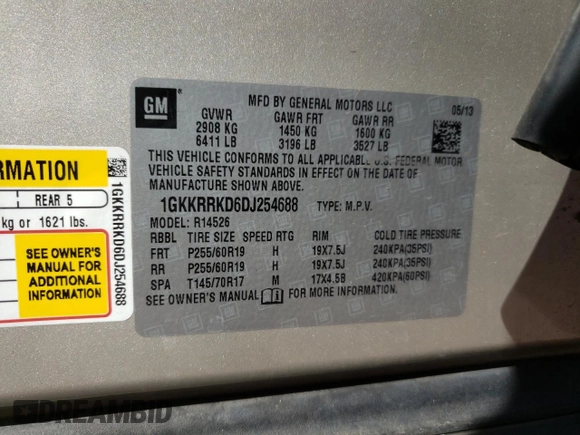 GM
MFD BY GENERAL MOTORS LLC
05/13
GVWR GAWR FRT GAWR RR
2908 KG 1450 KG 1600 KG
6411 LB 3196 LB 3527 LB
THIS VEHICLE CONFORMS TO ALL APPLICABLE U.S. FEDERAL MOTOR
VEHICLE SAFETY STANDARDS IN EFFECT ON THE DATE OF
MANUFACTURE SHOWN ABOVE.
1GKKRRKD6DJ254688 TYPE: M.P.V.
MODEL: R14526
RBBL TIRE SIZE SPEED RTG RIM COLD TIRE PRESSURE
FRT P255/60R19 H 19X7.5J 240KPA(35PSI)
RR P255/60R19 H 19X7.5J 240KPA(35PSI)
SPA T145/70R17 M 17X4.5B 420KPA(60PSI)
SEE OWNER'S MANUAL FOR MORE INFORMATION.
RMATION
REAR 5
kg or 1621 lbs.
SEE OWNER'S
MANUAL FOR
ADDITIONAL
INFORMATION
1GKKRRKD6DJ254688
DREAMBID